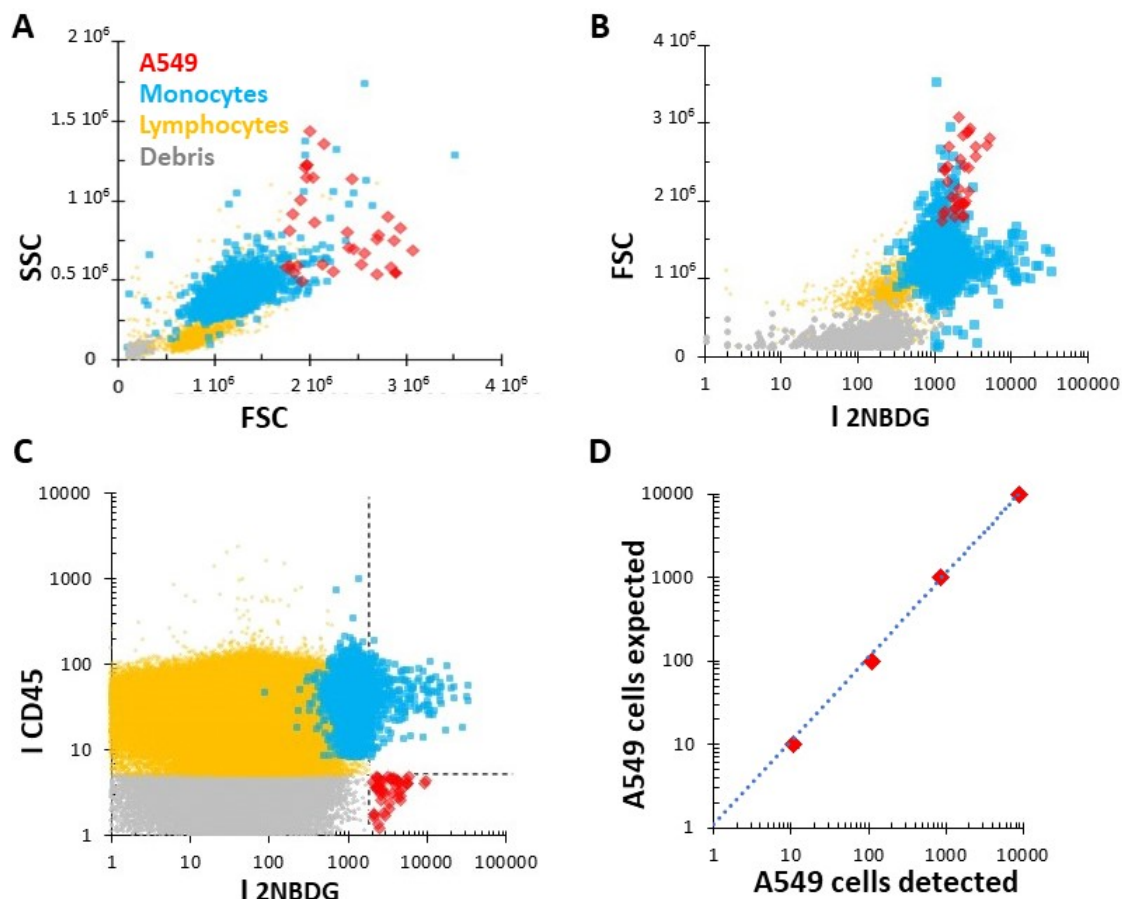 A
2 10⁶
1.5 10⁶
1 10⁶
0.5 10⁶
0
SSC
A549
Monocytes
Lymphocytes
Debris
0 1 10⁶ 2 10⁶ 3 10⁶ 4 10⁶
FSC
B
4 10⁶
3 10⁶
2 10⁶
1 10⁶
0
FSC
1 10 100 1000 10000 100000
I 2NBDG
C
10000
1000
100
10
1
I CD45
1 10 100 1000 10000 100000
I 2NBDG
D
10000
1000
100
10
1
A549 cells expected
1 10 100 1000 10000
A549 cells detected